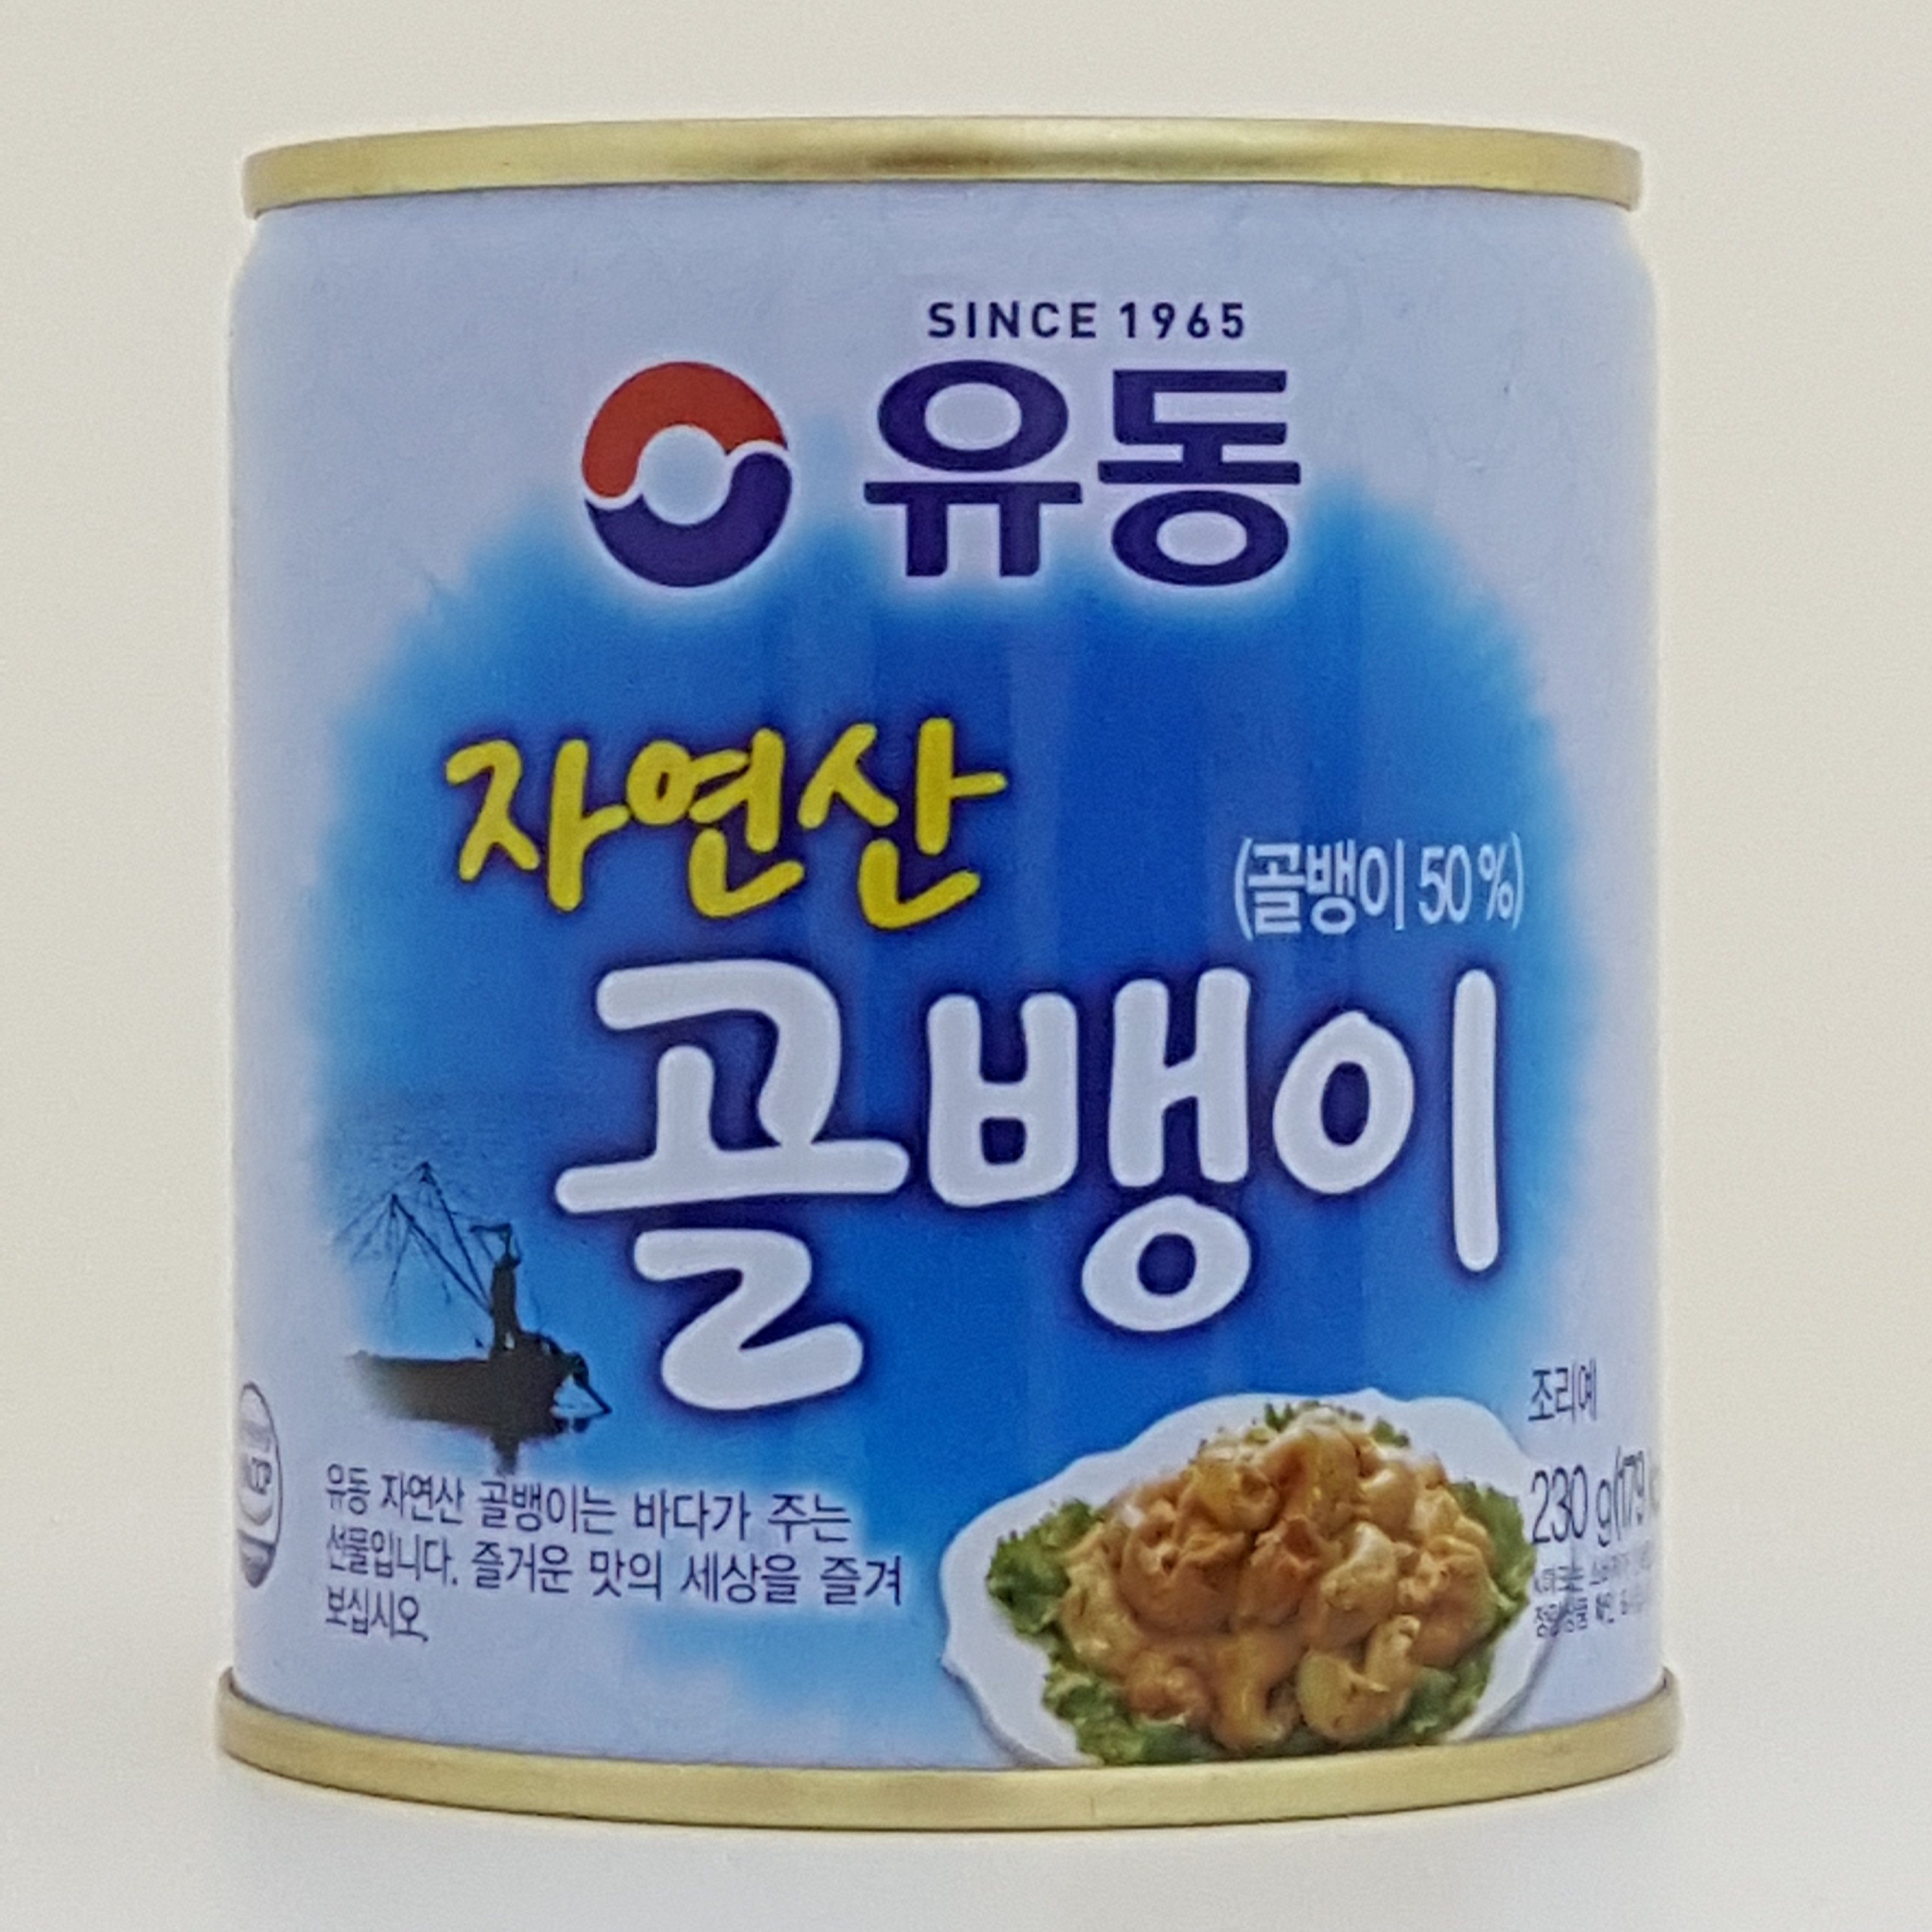 SINCE 1965
유동
자연산
(골뱅이 50%)
골뱅이
조리예
230 g(179
유동 자연산 골뱅이는 바다가 주는
선물입니다. 즐거운 맛의 세상을 즐겨
보십시오.